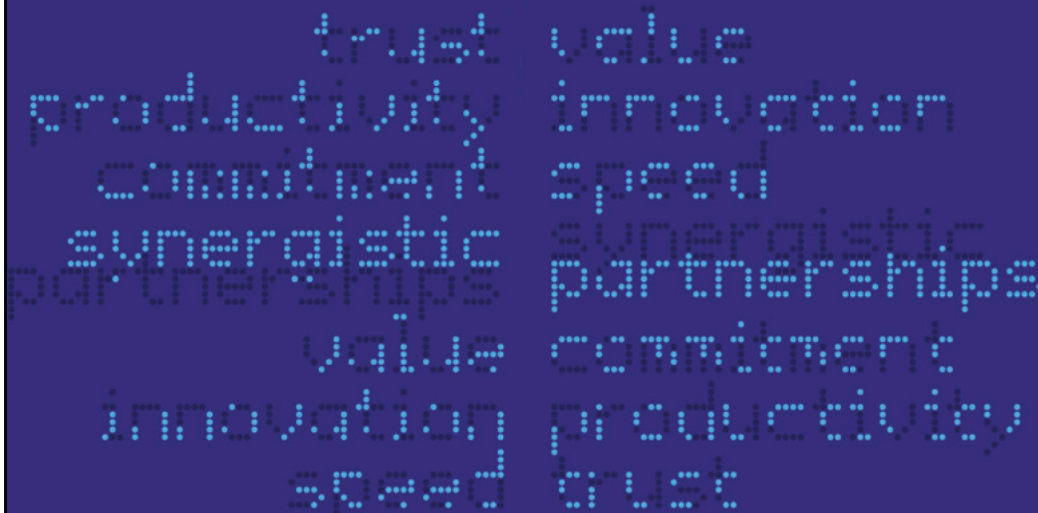 trust value
productivity innovation
commitment speed
synergistic synergistic
partnerships partnerships
value commitment
innovation productivity
speed trust